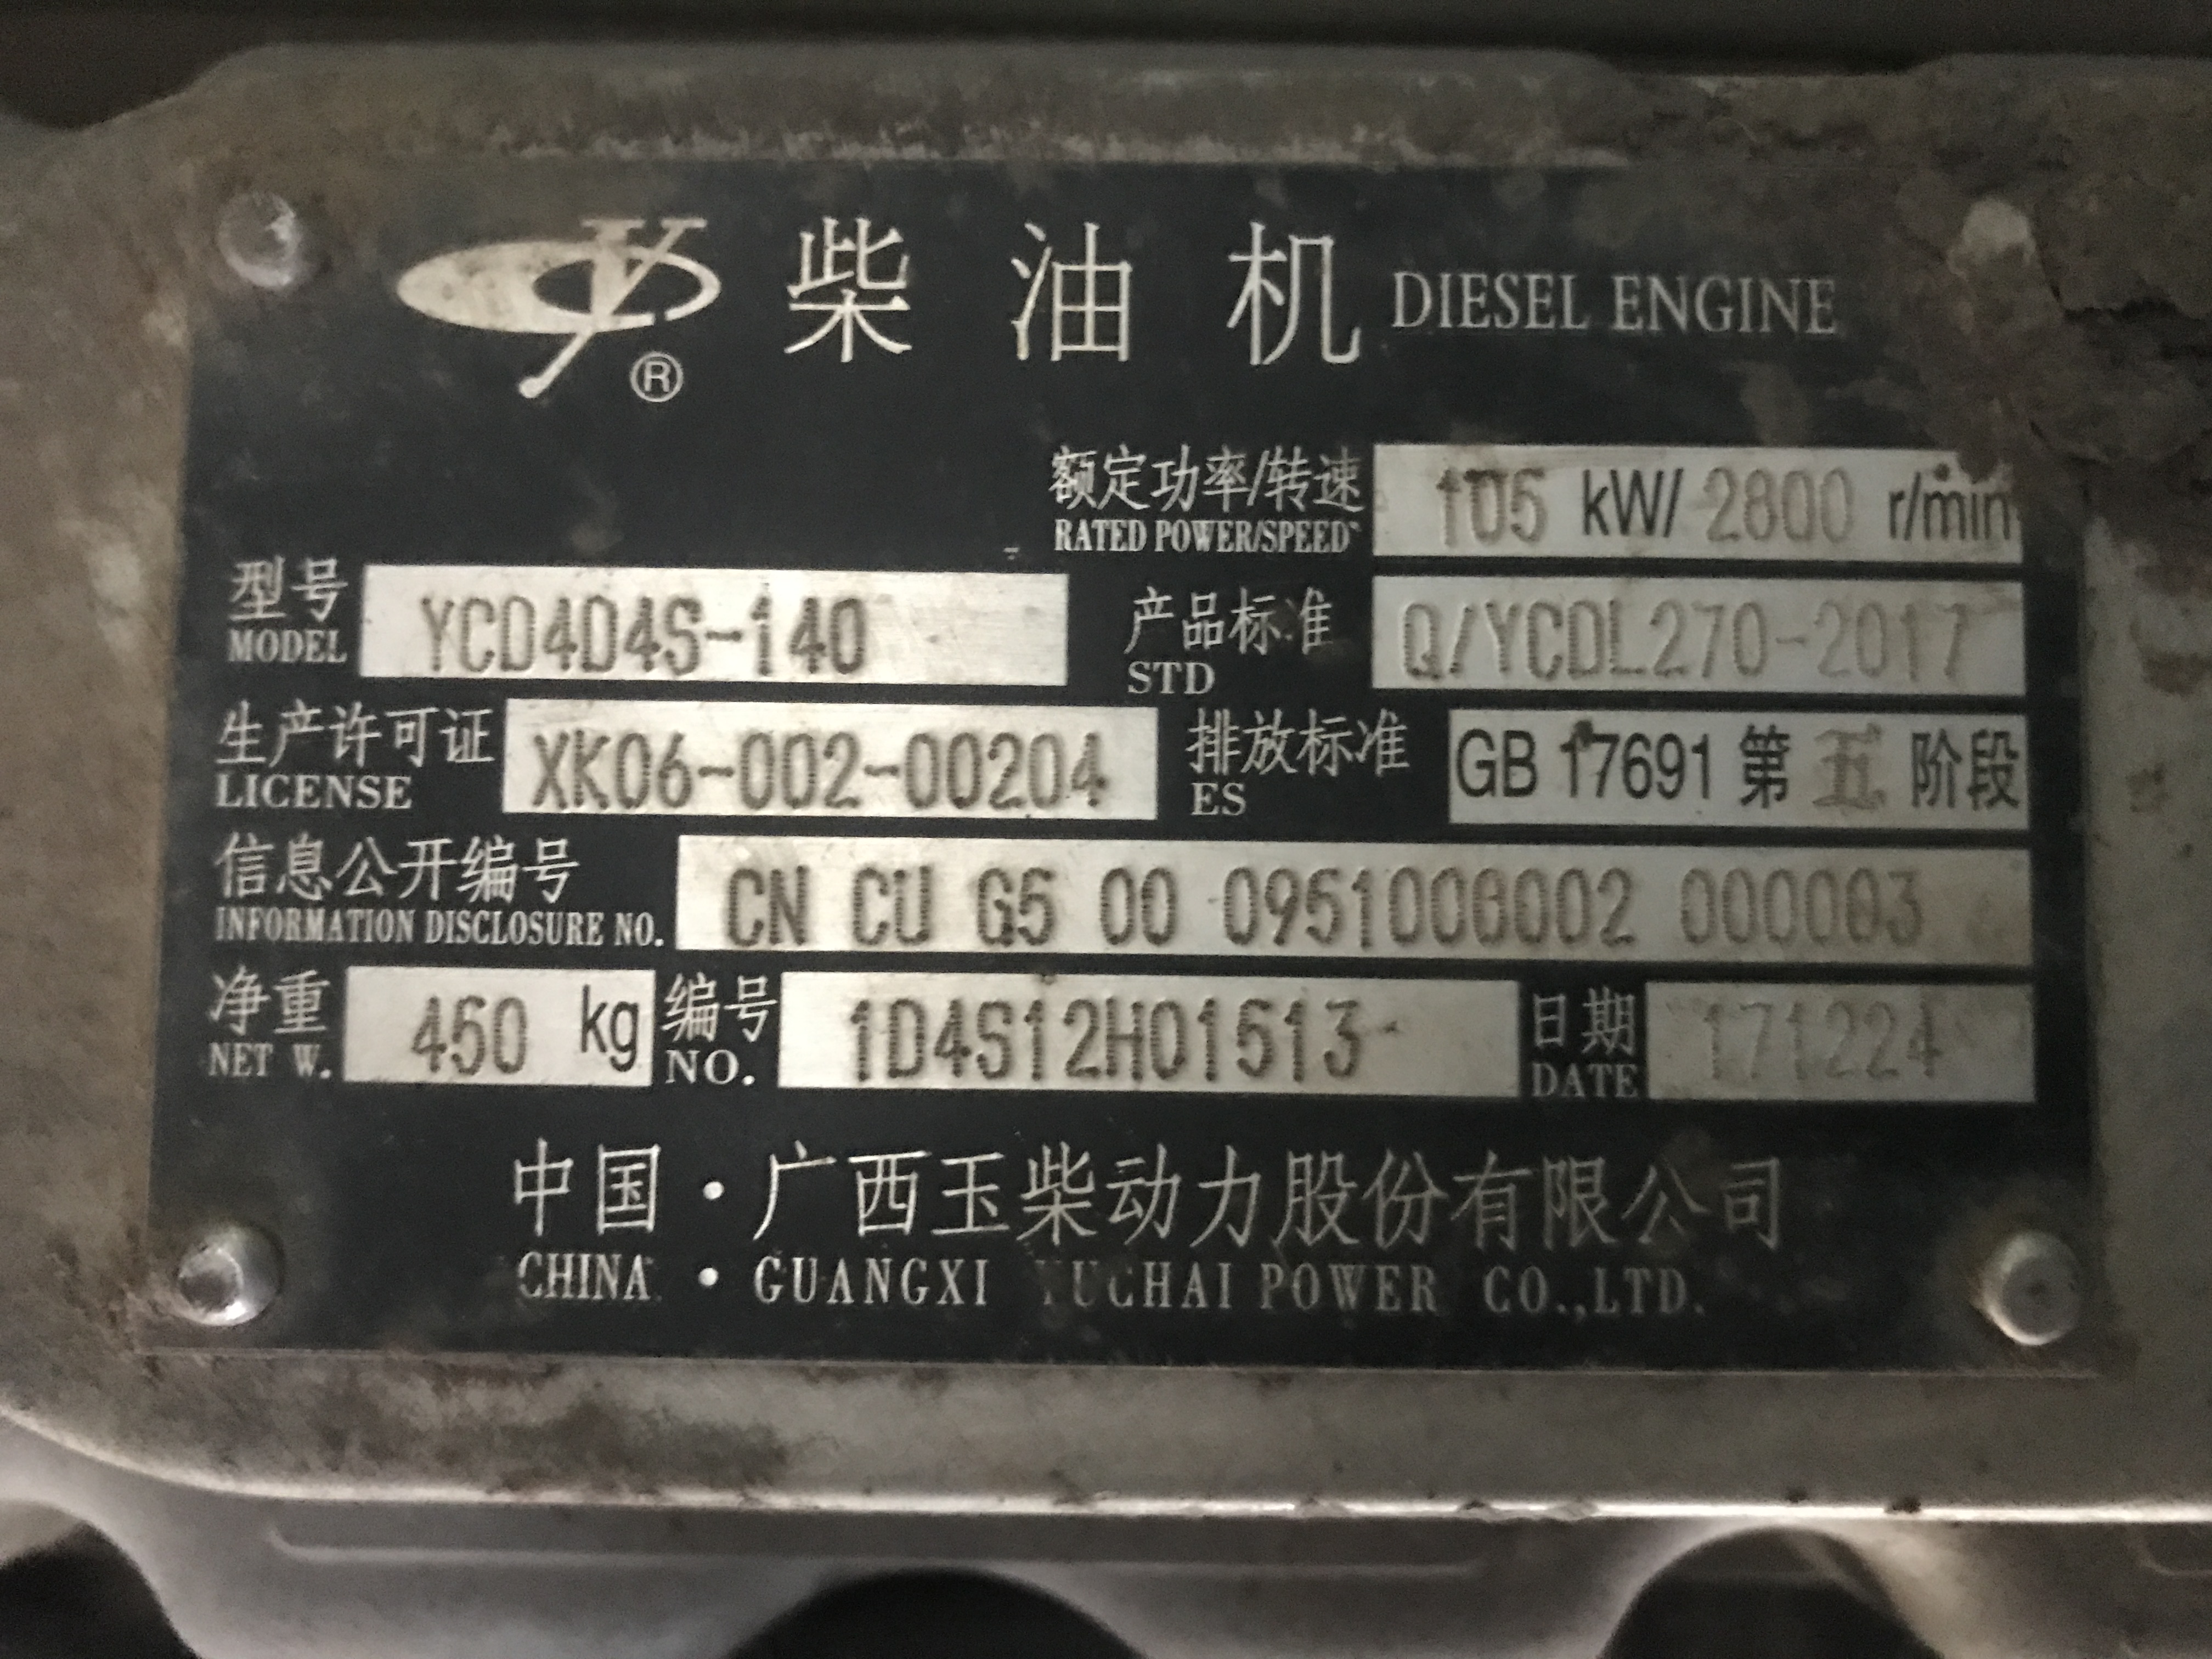 柴油机 DIESEL ENGINE
®
额定功率/转速 105 kW/ 2800 r/min
RATED POWER/SPEED
型号 YCD4D4S-140 产品标准 Q/YCDL270-2017
MODEL STD
生产许可证 XK06-002-00204 排放标准 GB 17691 第五阶段
LICENSE ES
信息公开编号 CN CU G5 00 0951000002 000003
INFORMATION DISCLOSURE NO.
净重 450 kg 编号 1D4S12H01513 日期 171224
NET W. NO. DATE
中国·广西玉柴动力股份有限公司
CHINA · GUANGXI YUCHAI POWER CO.,LTD.